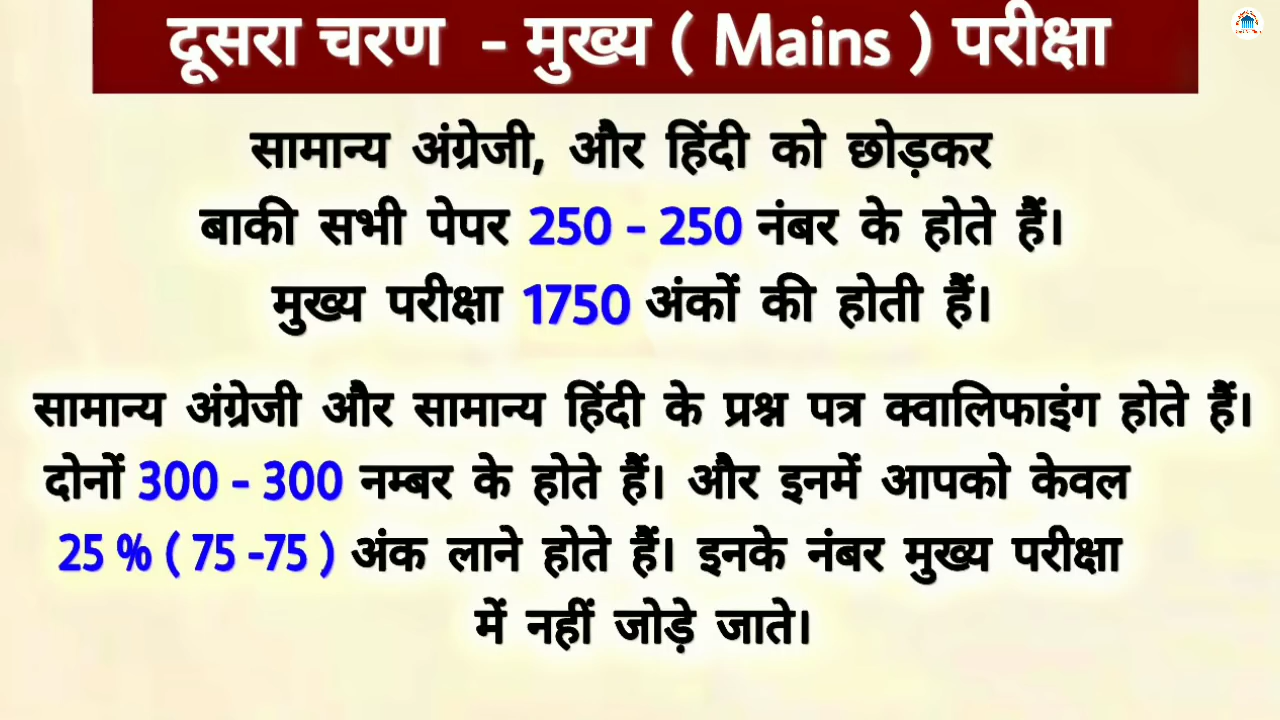 दूसरा चरण - मुख्य ( Mains ) परीक्षा
सामान्य अंग्रेजी, और हिंदी को छोड़कर
बाकी सभी पेपर 250 - 250 नंबर के होते हैं।
मुख्य परीक्षा 1750 अंकों की होती हैं।
सामान्य अंग्रेजी और सामान्य हिंदी के प्रश्न पत्र क्वालिफाइंग होते हैं।
दोनों 300 - 300 नम्बर के होते हैं। और इनमें आपको केवल
25 % ( 75 -75 ) अंक लाने होते हैं। इनके नंबर मुख्य परीक्षा
में नहीं जोड़े जाते।